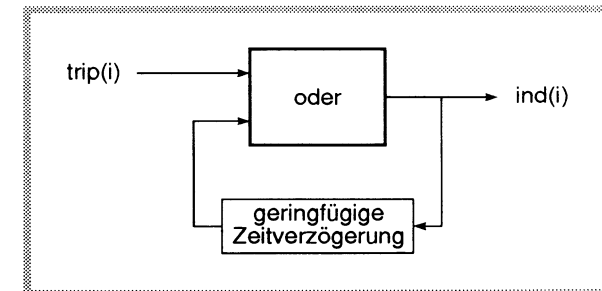 trip(i)
oder
ind(i)
geringfügige
Zeitverzögerung